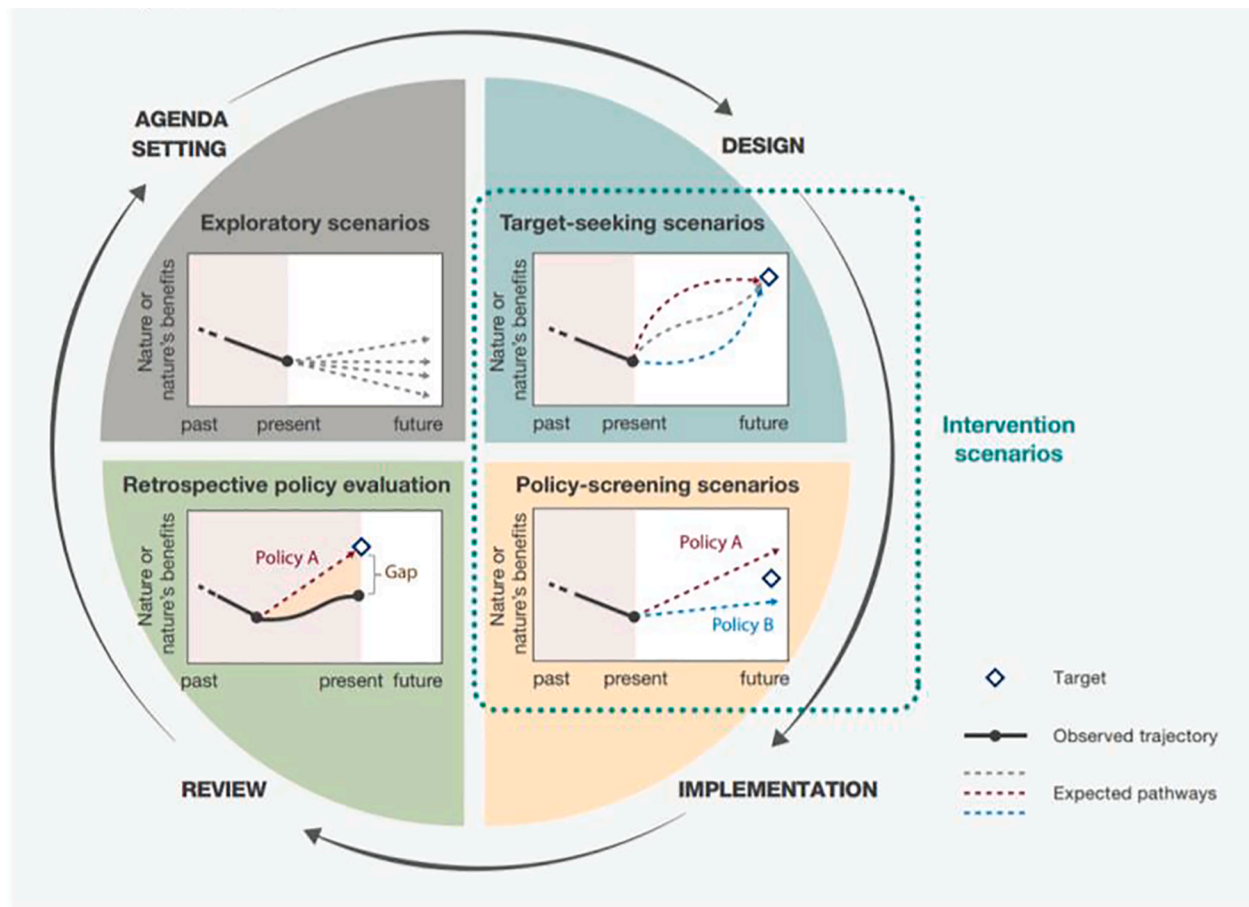 AGENDA
SETTING
DESIGN
Exploratory scenarios
Nature or
nature's benefits
past present future
Target-seeking scenarios
Nature or
nature's benefits
past present future
Intervention
scenarios
Retrospective policy evaluation
Nature or
nature's benefits
Policy A
Gap
past present future
Policy-screening scenarios
Nature or
nature's benefits
Policy A
Policy B
past present future
REVIEW
IMPLEMENTATION
Target
Observed trajectory
Expected pathways